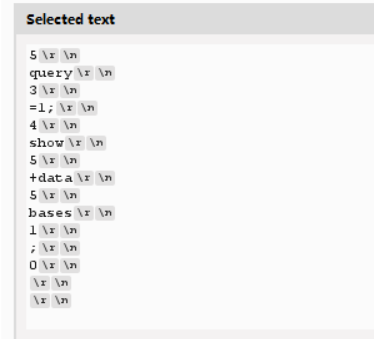 Selected text
5 \r \n
query \r \n
3 \r \n
=1; \r \n
4 \r \n
show \r \n
5 \r \n
+data \r \n
5 \r \n
bases \r \n
1 \r \n
; \r \n
0 \r \n
\r \n
\r \n